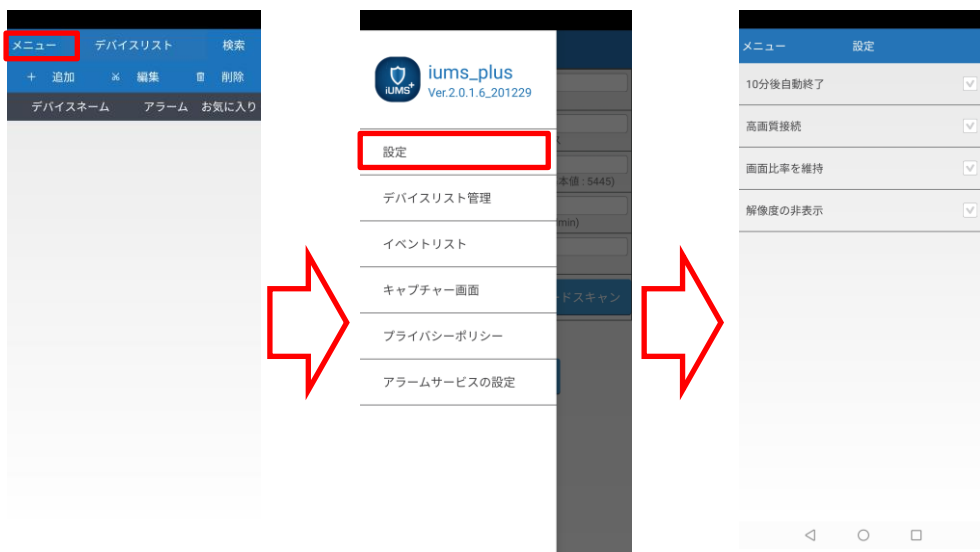 メニュー デバイスリスト 検索
+ 追加 編集 削除
デバイスネーム アラーム お気に入り
iUMS+
iums_plus
Ver.2.0.1.6_201229
設定
デバイスリスト管理
イベントリスト
キャプチャー画面
プライバシーポリシー
アラームサービスの設定
本値 : 5445)
min)
ードスキャン
メニュー 設定
10分後自動終了
高画質接続
画面比率を維持
解像度の非表示